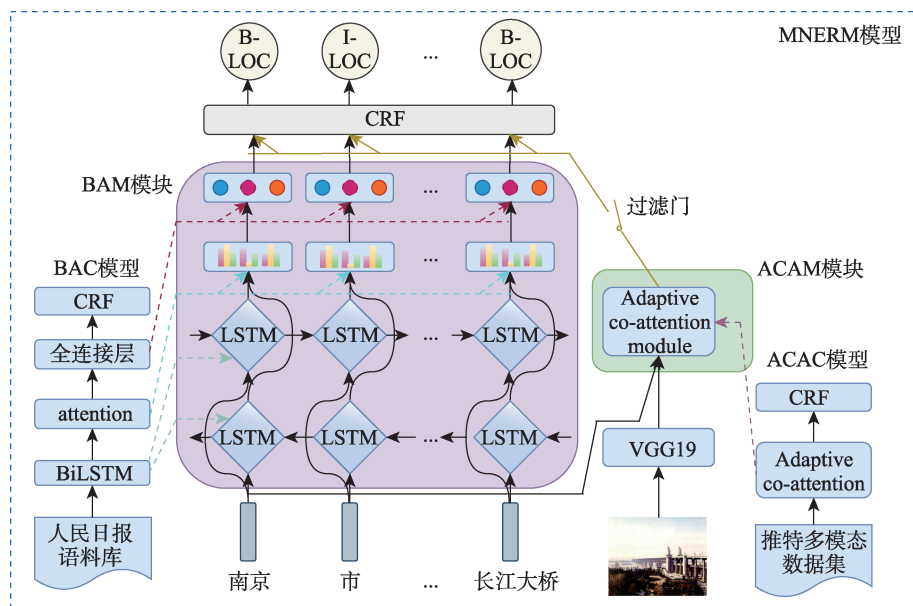 MNERM模型
B-
LOC
I-
LOC
...
B-
LOC
CRF
BAM模块
...
过滤门
...
BAC模型
CRF
全连接层
attention
BiLSTM
人民日报
语料库
LSTM
LSTM
...
LSTM
LSTM
LSTM
...
LSTM
南京
市
...
长江大桥
ACAM模块
Adaptive
co-attention
module
VGG19
ACAC模型
CRF
Adaptive
co-attention
推特多模态
数据集